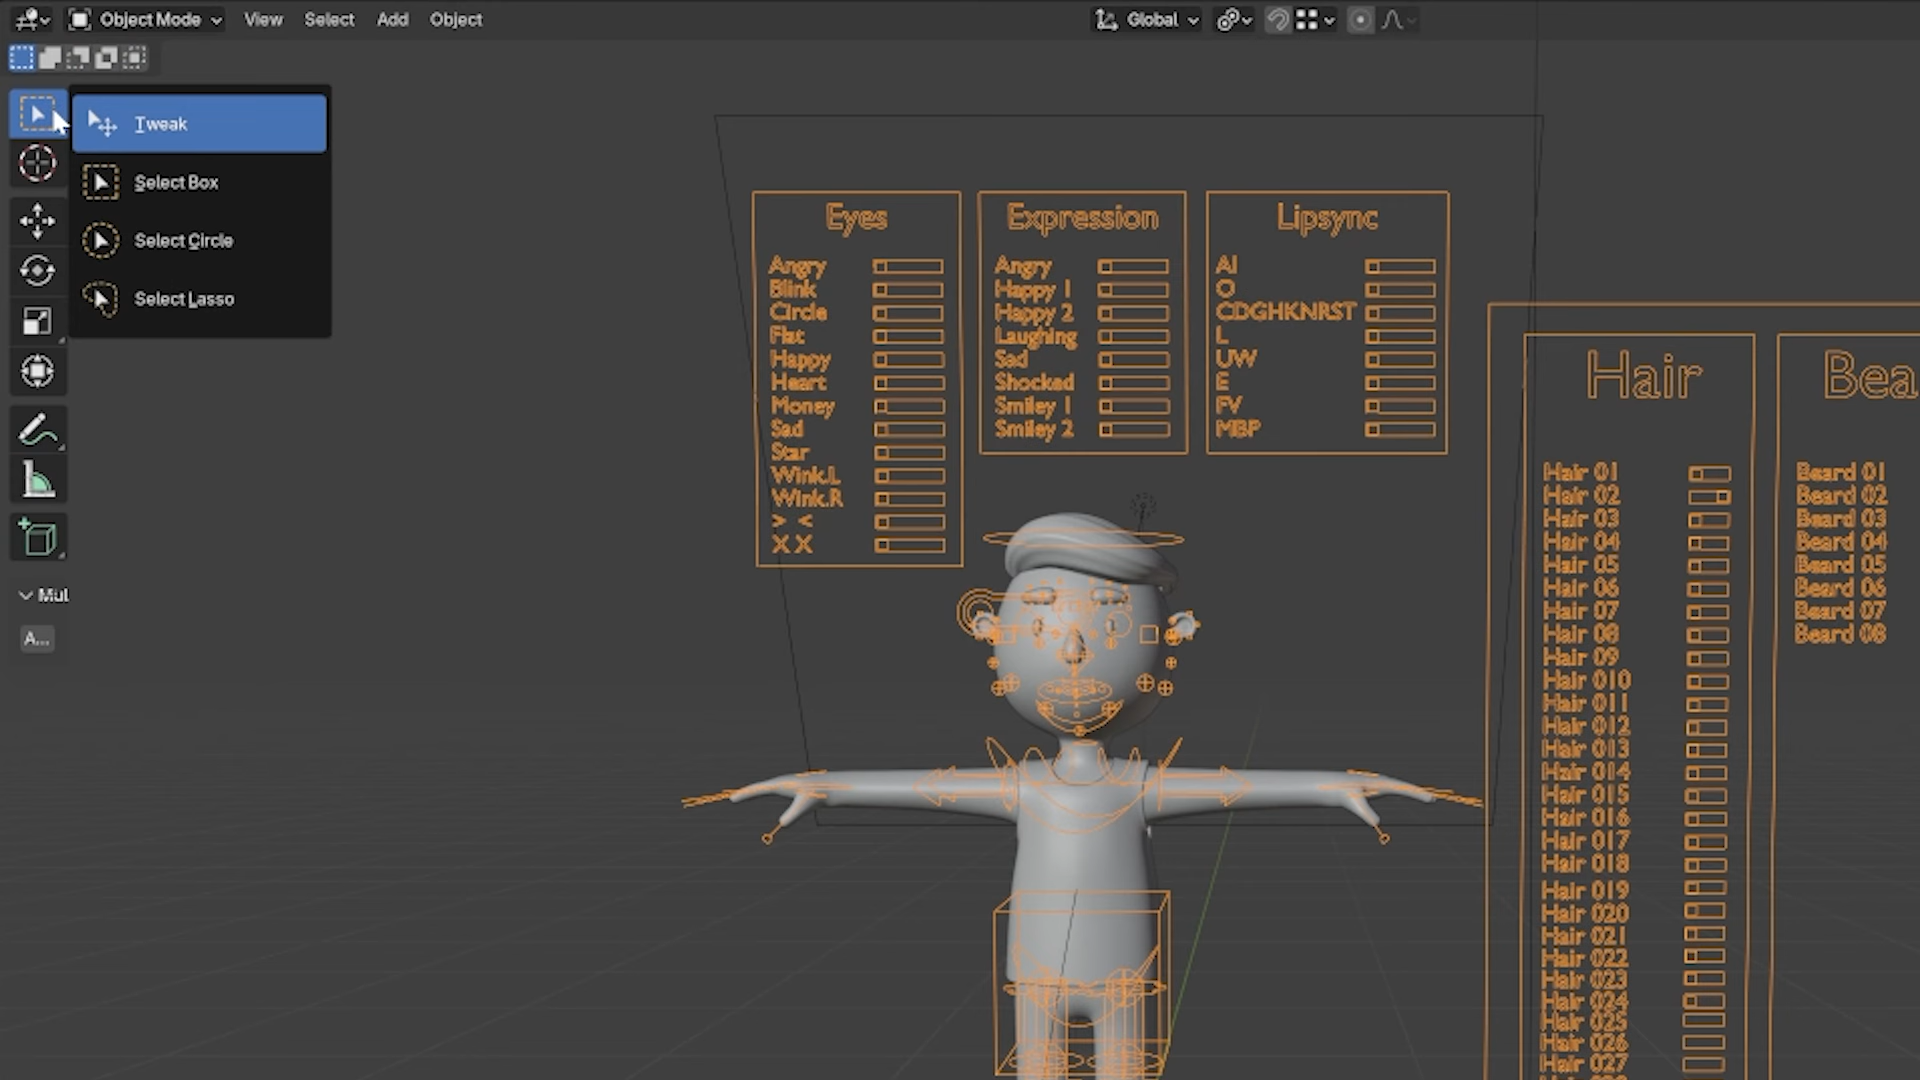 Object Mode View Select Add Object Global
Tweak
Select Box
Select Circle
Select Lasso
Mul
A...
Eyes
Angry
Blink
Circle
Flat
Happy
Heart
Money
Sad
Star
Wink.L
Wink.R
> <
X X
Expression
Angry
Happy 1
Happy 2
Laughing
Sad
Shocked
Smiley 1
Smiley 2
Lipsync
AI
O
CDGHKNRST
L
UW
E
FV
MBP
Hair
Hair 01
Hair 02
Hair 03
Hair 04
Hair 05
Hair 06
Hair 07
Hair 08
Hair 09
Hair 010
Hair 011
Hair 012
Hair 013
Hair 014
Hair 015
Hair 016
Hair 017
Hair 018
Hair 019
Hair 020
Hair 021
Hair 022
Hair 023
Hair 024
Hair 025
Hair 026
Hair 027
Bea
Beard 01
Beard 02
Beard 03
Beard 04
Beard 05
Beard 06
Beard 07
Beard 08